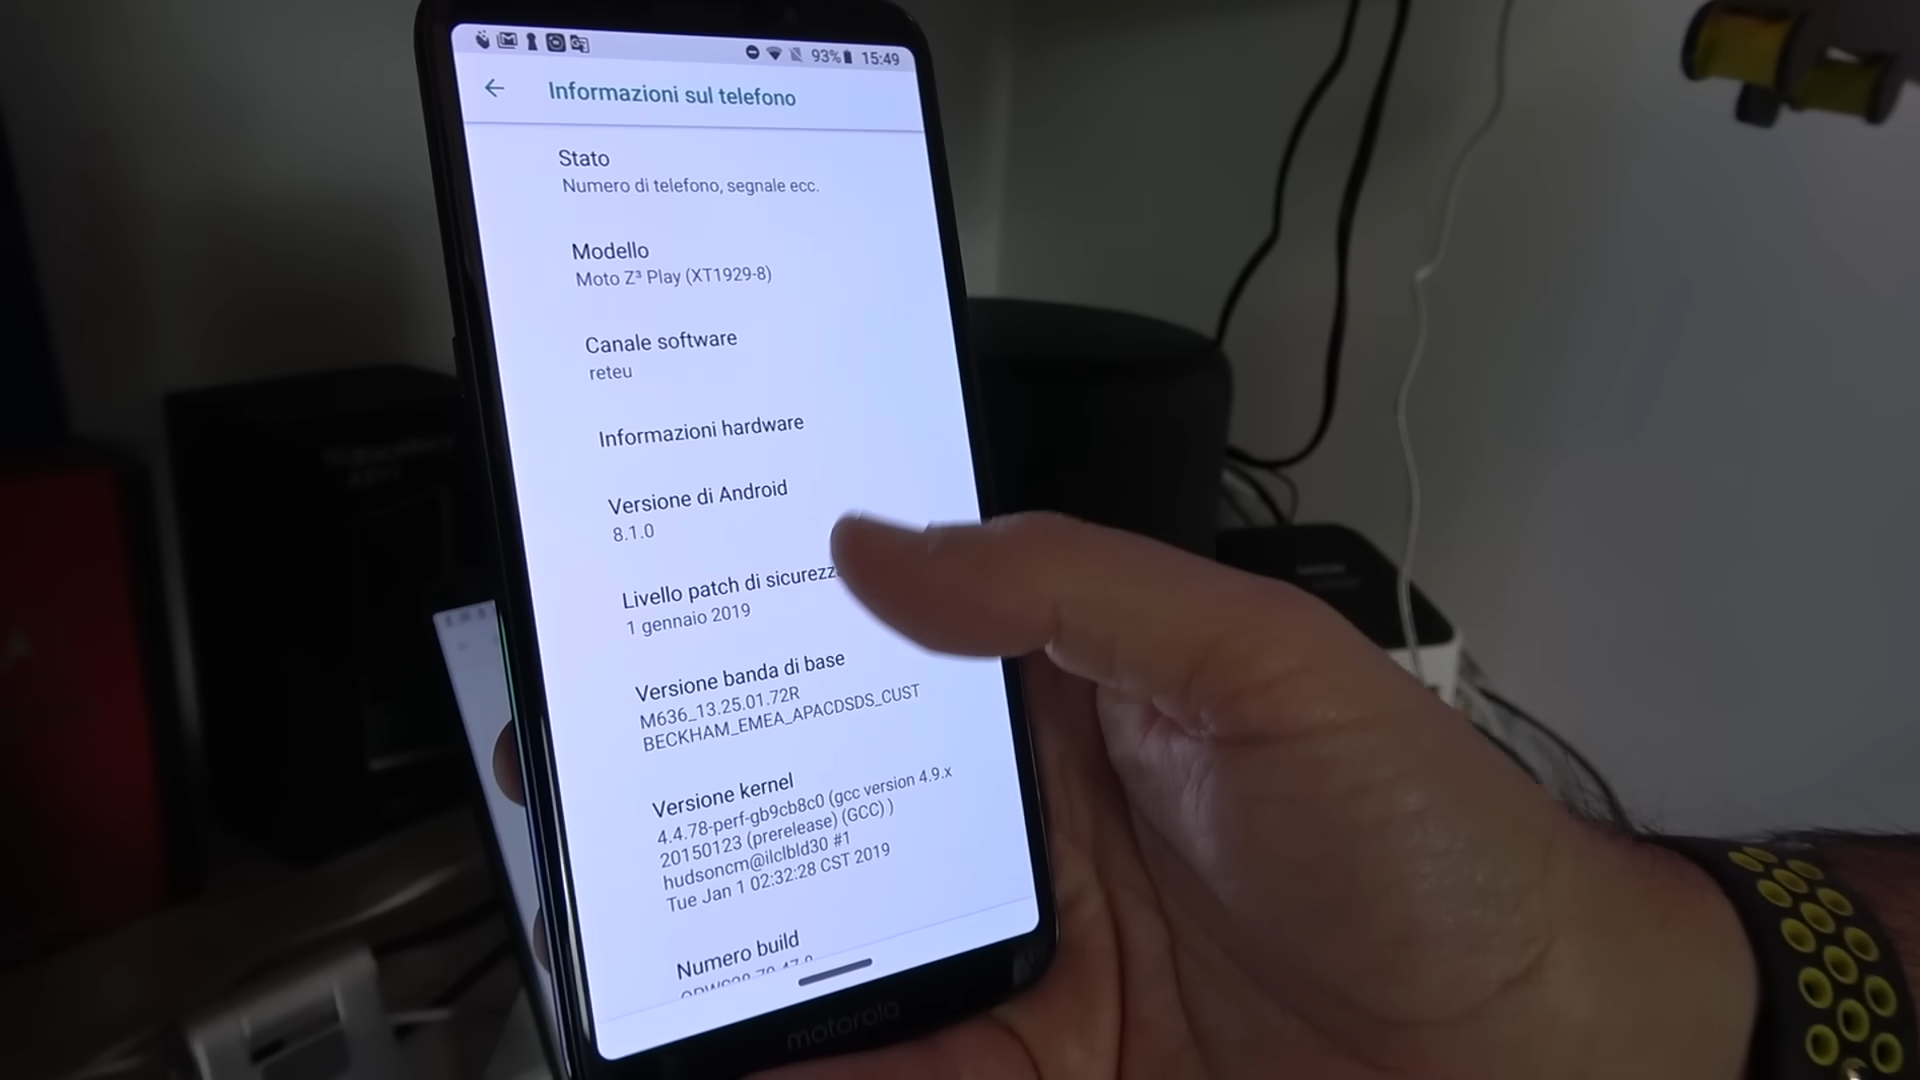 93% 15:49
Informazioni sul telefono
Stato
Numero di telefono, segnale ecc.
Modello
Moto Z³ Play (XT1929-8)
Canale software
reteu
Informazioni hardware
Versione di Android
8.1.0
Livello patch di sicurezz
1 gennaio 2019
Versione banda di base
M636_13.25.01.72R
BECKHAM_EMEA_APACDSDS_CUST
Versione kernel
4.4.78-perf-gb9cb8c0 (gcc version 4.9.x
20150123 (prerelease) (GCC) )
hudsoncm@ilclbld30 #1
Tue Jan 1 02:32:28 CST 2019
Numero build
motorola